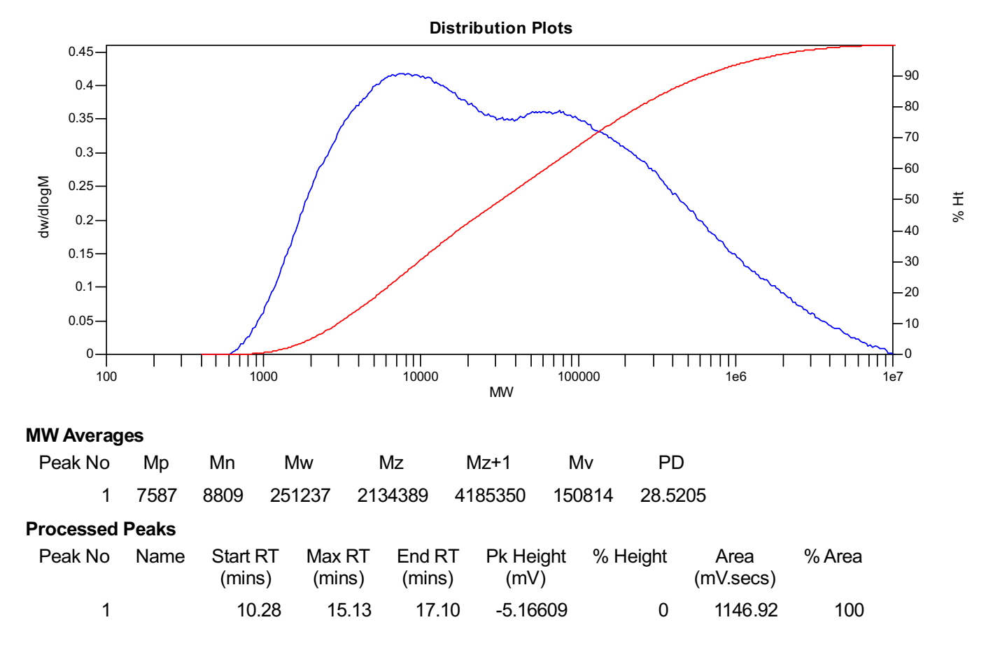 Distribution Plots
0.45
0.4
0.35
0.3
0.25
0.2
0.15
0.1
0.05
0
dw/dlogM
90
80
70
60
50
40
30
20
10
0
% Ht
100 1000 10000 100000 1e6 1e7
MW
MW Averages
Peak No Mp Mn Mw Mz Mz+1 Mv PD
1 7587 8809 251237 2134389 4185350 150814 28.5205
Processed Peaks
Peak No Name Start RT Max RT End RT Pk Height % Height Area % Area
(mins) (mins) (mins) (mV) (mV.secs)
1 10.28 15.13 17.10 -5.16609 0 1146.92 100